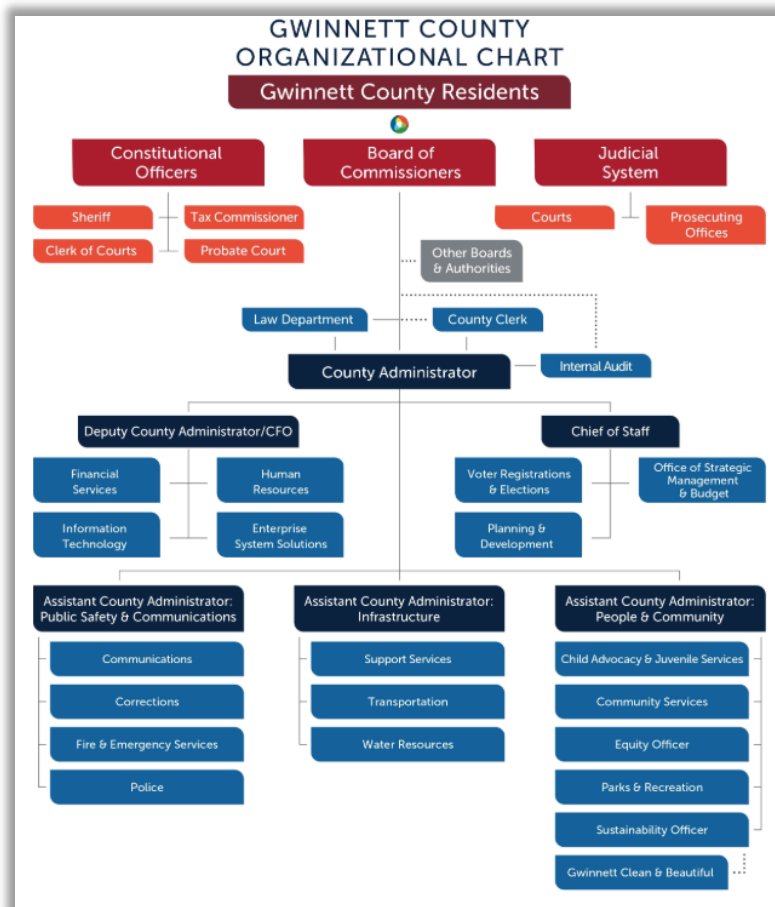 GWINNETT COUNTY
ORGANIZATIONAL CHART
Gwinnett County Residents
Constitutional
Officers
Board of
Commissioners
Judicial
System
Sheriff
Tax Commissioner
Clerk of Courts
Probate Court
Courts
Prosecuting
Offices
Other Boards
& Authorities
Law Department
County Clerk
County Administrator
Internal Audit
Deputy County Administrator/CFO
Chief of Staff
Financial
Services
Human
Resources
Information
Technology
Enterprise
System Solutions
Voter Registrations
& Elections
Office of Strategic
Management
& Budget
Planning &
Development
Assistant County Administrator:
Public Safety & Communications
Communications
Corrections
Fire & Emergency Services
Police
Assistant County Administrator:
Infrastructure
Support Services
Transportation
Water Resources
Assistant County Administrator:
People & Community
Child Advocacy & Juvenile Services
Community Services
Equity Officer
Parks & Recreation
Sustainability Officer
Gwinnett Clean & Beautiful